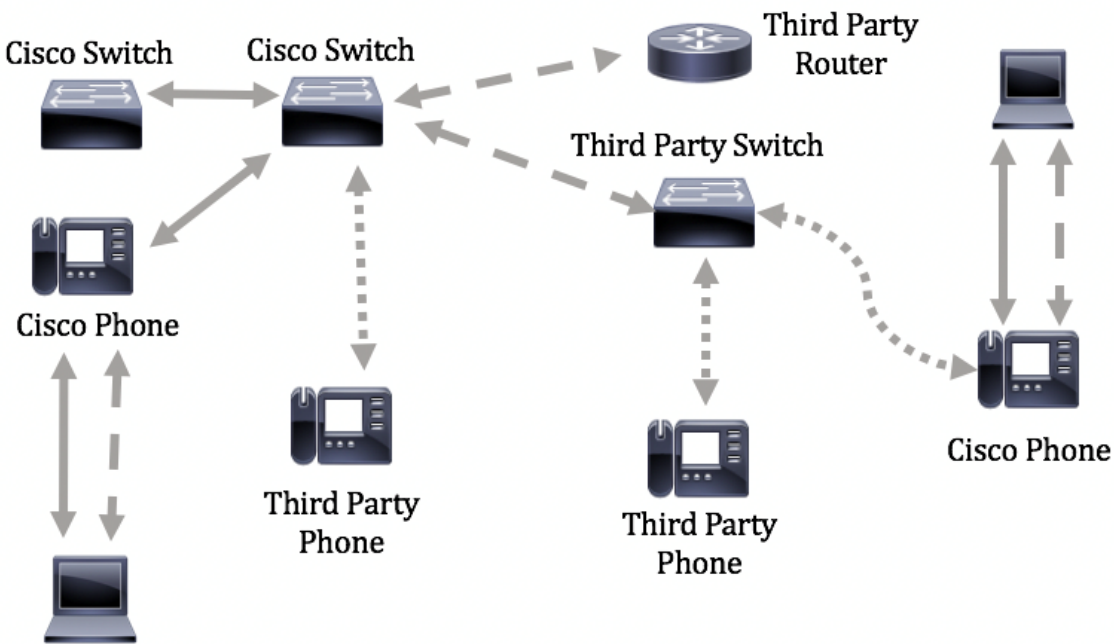 Cisco Switch
Cisco Switch
Third Party
Router
Third Party Switch
Cisco Phone
Third Party
Phone
Third Party
Phone
Cisco Phone